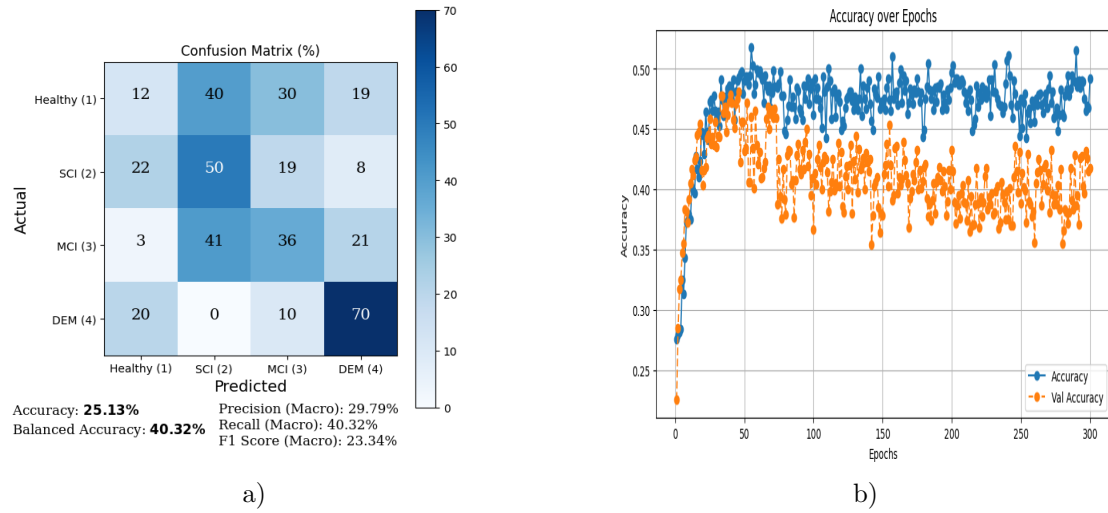 Confusion Matrix (%)
Actual
Healthy (1) 12 40 30 19
SCI (2) 22 50 19 8
MCI (3) 3 41 36 21
DEM (4) 20 0 10 70
Healthy (1) SCI (2) MCI (3) DEM (4)
Predicted
70
60
50
40
30
20
10
0
Accuracy: 25.13%
Balanced Accuracy: 40.32%
Precision (Macro): 29.79%
Recall (Macro): 40.32%
F1 Score (Macro): 23.34%
a)
Accuracy over Epochs
Accuracy
0.50
0.45
0.40
0.35
0.30
0.25
0 50 100 150 200 250 300
Epochs
Accuracy
Val Accuracy
b)